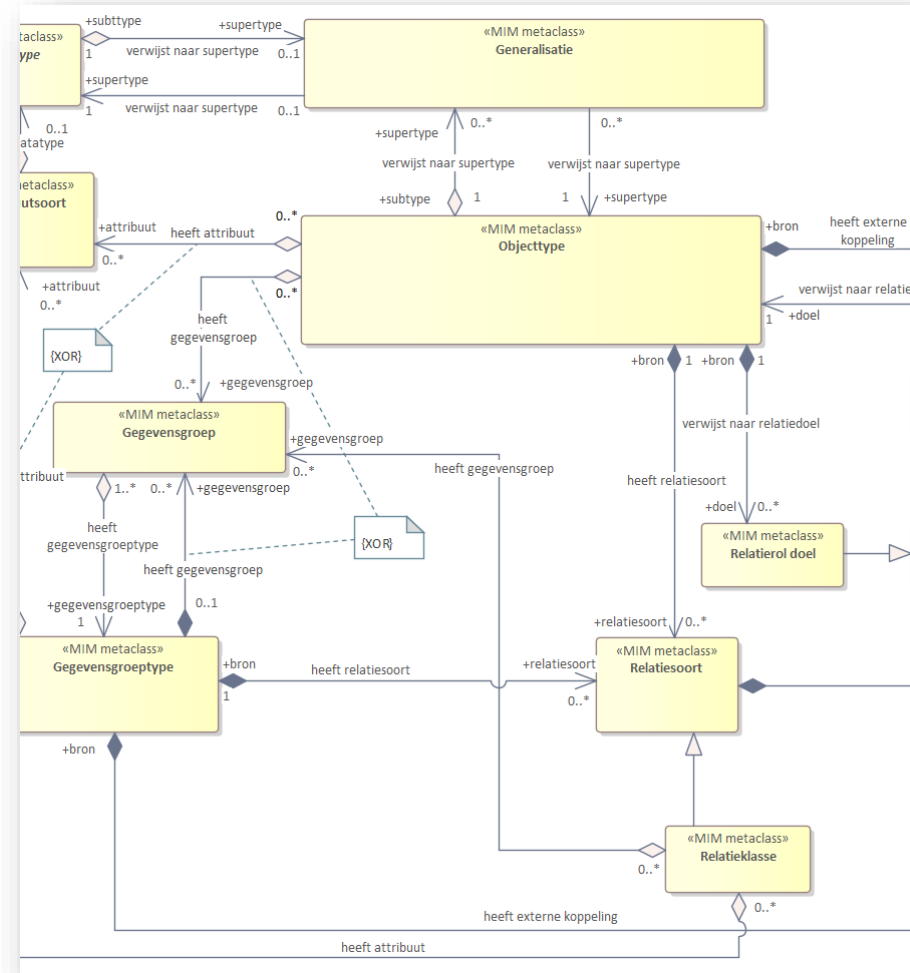 +subttype
+supertype
taclass»
ype
1
verwijst naar supertype
0..1
«MIM metaclass»
Generalisatie
+supertype
1
verwijst naar supertype
0..1
0..1
atatype
+supertype
0..*
0..*
verwijst naar supertype
verwijst naar supertype
+subtype
1
1
+supertype
etaclass»
utsoort
+attribuut
heeft attribuut
0..*
0..*
«MIM metaclass»
Objecttype
+bron
heeft externe
koppeling
+attribuut
0..*
0..*
verwijst naar relatie
1
+doel
{XOR}
heeft
gegevensgroep
0..*
+gegevensgroep
+bron
1
+bron
1
«MIM metaclass»
Gegevensgroep
verwijst naar relatiedoel
+gegevensgroep
0..*
heeft gegevensgroep
heeft relatiesoort
ttribuut
1..*
0..*
+gegevensgroep
+doel
0..*
heeft
gegevensgroeptype
{XOR}
«MIM metaclass»
Relatierol doel
heeft gegevensgroep
+gegevensgroeptype
1
0..1
+relatiesoort
0..*
«MIM metaclass»
Gegevensgroeptype
+bron
1
heeft relatiesoort
+relatiesoort
0..*
«MIM metaclass»
Relatiesoort
+bron
«MIM metaclass»
Relatieklasse
0..*
0..*
heeft externe koppeling
heeft attribuut